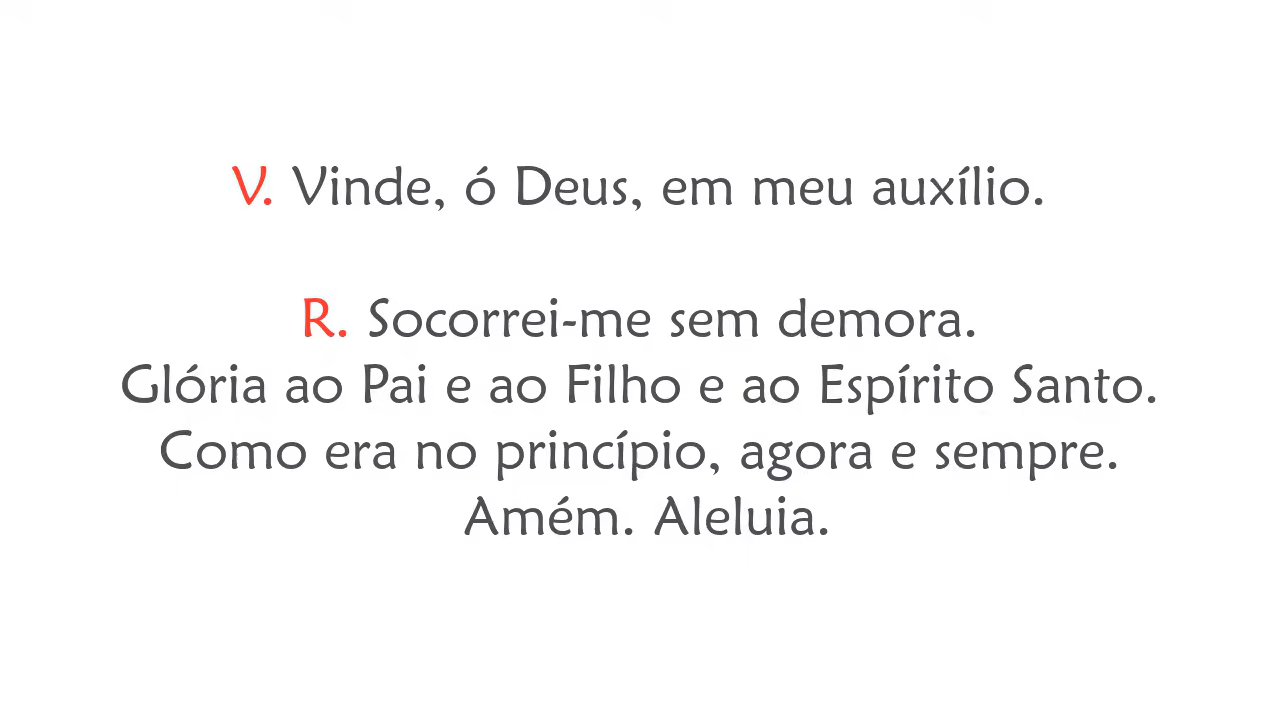 V. Vinde, ó Deus, em meu auxílio.
R. Socorrei-me sem demora.
Glória ao Pai e ao Filho e ao Espírito Santo.
Como era no princípio, agora e sempre.
Amém. Aleluia.